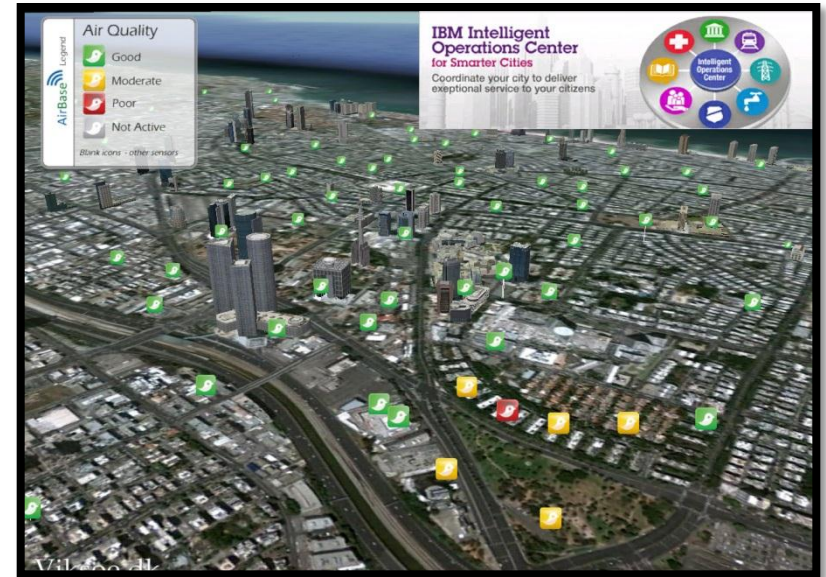 Air Quality
Legend
AirBase
Good
Moderate
Poor
Not Active
Blank icons - other sensors
IBM Intelligent
Operations Center
for Smarter Cities
Coordinate your city to deliver
exeptional service to your citizens
Intelligent
Operations
Center